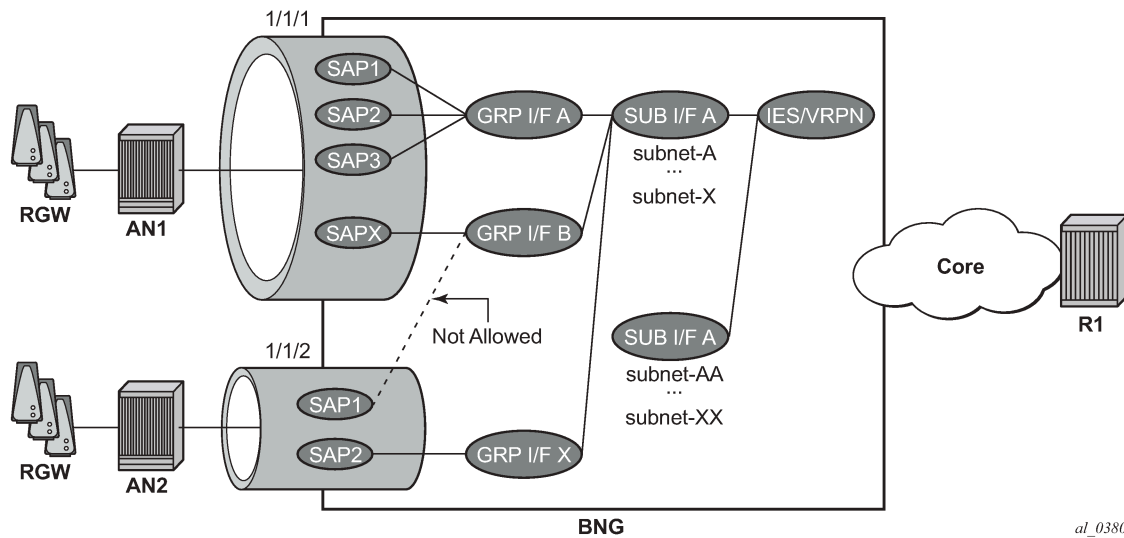 1/1/1
SAP1
SAP2
SAP3
SAPX
GRP I/F A
SUB I/F A
IES/VRPN
subnet-A
...
subnet-X
GRP I/F B
RGW
AN1
Not Allowed
Core
R1
1/1/2
SAP1
SAP2
GRP I/F X
SUB I/F A
subnet-AA
...
subnet-XX
RGW
AN2
BNG
al_0380